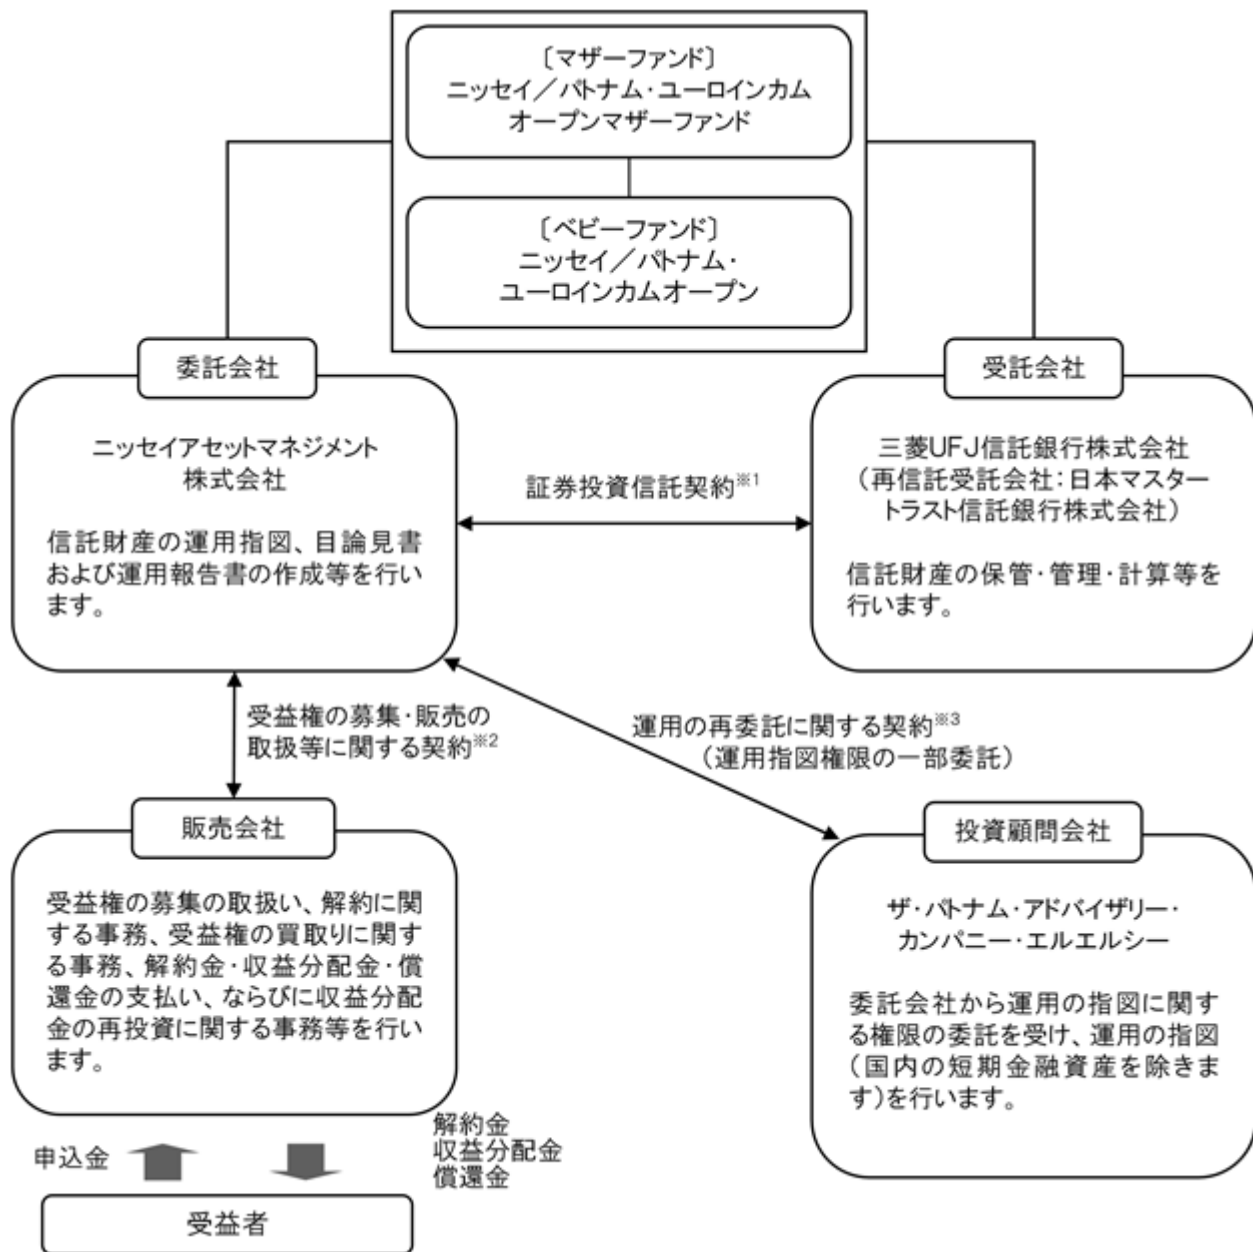 〔マザーファンド〕
ニッセイ／パトナム・ユーロインカム
オープンマザーファンド
〔ベビーファンド〕
ニッセイ／パトナム・
ユーロインカムオープン
委託会社
ニッセイアセットマネジメント
株式会社
信託財産の運用指図、目論見書
および運用報告書の作成等を行い
ます。
証券投資信託契約※1
受託会社
三菱UFJ信託銀行株式会社
（再信託受託会社：日本マスター
トラスト信託銀行株式会社）
信託財産の保管・管理・計算等を
行います。
受益権の募集・販売の
取扱等に関する契約※2
運用の再委託に関する契約※3
（運用指図権限の一部委託）
販売会社
受益権の募集の取扱い、解約に関
する事務、受益権の買取りに関す
る事務、解約金・収益分配金・償
還金の支払い、ならびに収益分配
金の再投資に関する事務等を行い
ます。
投資顧問会社
ザ・パトナム・アドバイザリー・
カンパニー・エルエルシー
委託会社から運用の指図に関す
る権限の委託を受け、運用の指図
（国内の短期金融資産を除きま
す）を行います。
申込金
解約金
収益分配金
償還金
受益者